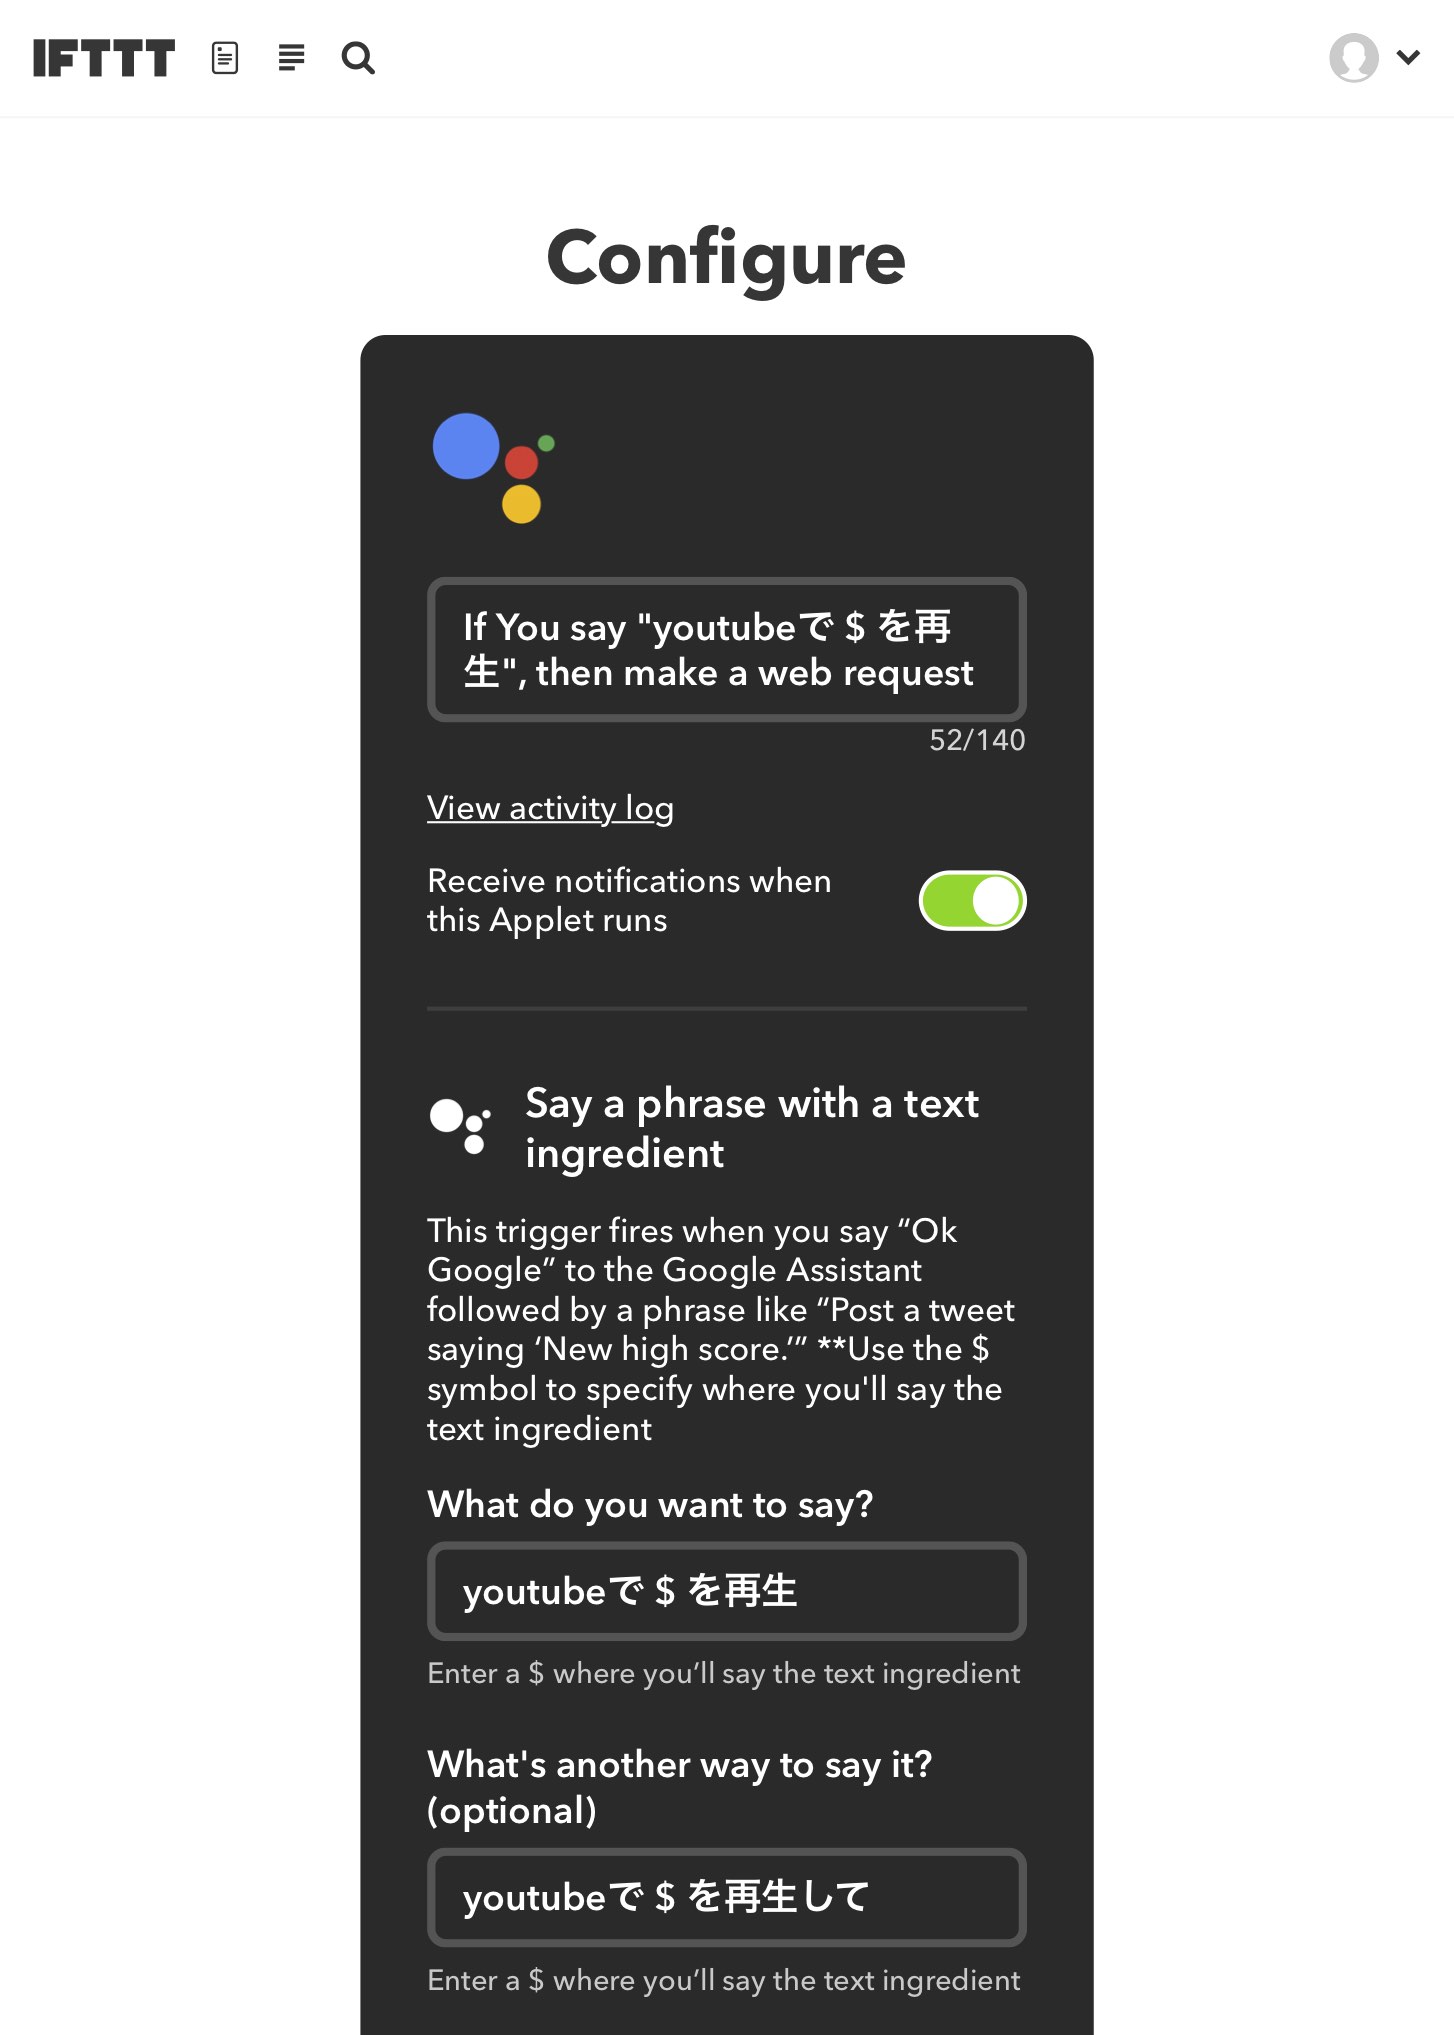 IFTTT
Configure
If You say "youtubeで $ を再
生", then make a web request
52/140
View activity log
Receive notifications when
this Applet runs
Say a phrase with a text
ingredient
This trigger fires when you say “Ok
Google” to the Google Assistant
followed by a phrase like “Post a tweet
saying ‘New high score.’” **Use the $
symbol to specify where you'll say the
text ingredient
What do you want to say?
youtubeで $ を再生
Enter a $ where you’ll say the text ingredient
What's another way to say it?
(optional)
youtubeで $ を再生して
Enter a $ where you’ll say the text ingredient